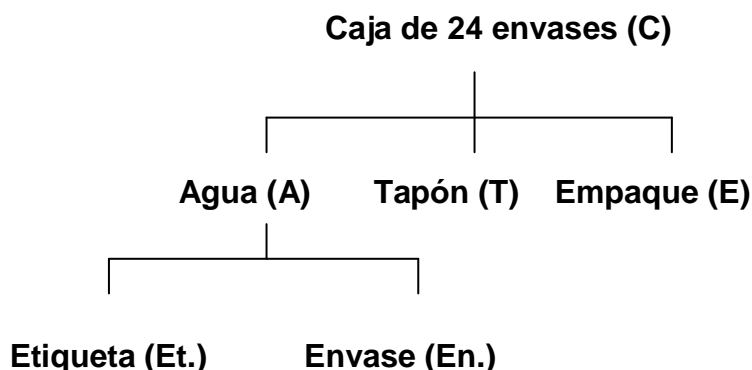 Caja de 24 envases (C)
Agua (A) Tapón (T) Empaque (E)
Etiqueta (Et.) Envase (En.)